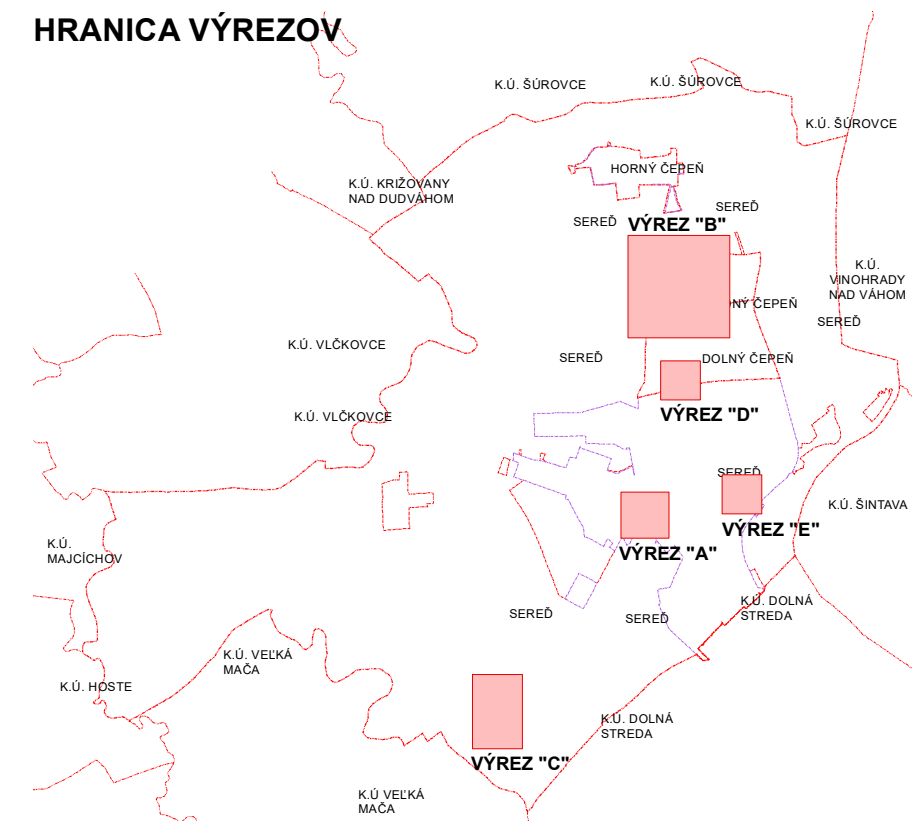 HRANICA VÝREZOV
K.Ú. ŠÚROVCE
K.Ú. ŠÚROVCE
K.Ú. ŠÚROVCE
HORNÝ ČEPEŇ
K.Ú. KRIŽOVANY
NAD DUDVÁHOM
SEREĎ
SEREĎ
VÝREZ "B"
K.Ú.
VINOHRADY
NAD VÁHOM
NÝ ČEPEŇ
SEREĎ
K.Ú. VLČKOVCE
SEREĎ
DOLNÝ ČEPEŇ
K.Ú. VLČKOVCE
VÝREZ "D"
SEREĎ
K.Ú. ŠINTAVA
VÝREZ "E"
K.Ú.
MAJCÍCHOV
VÝREZ "A"
K.Ú. DOLNÁ
STREDA
SEREĎ
SEREĎ
K.Ú. VEĽKÁ
MAČA
K.Ú. HOSTE
K.Ú. DOLNÁ
STREDA
VÝREZ "C"
K.Ú VEĽKÁ
MAČA